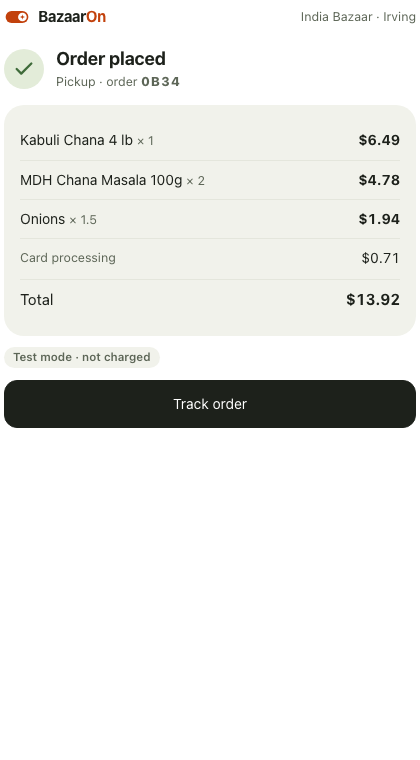 BazaarOn
India Bazaar · Irving
Order placed
Pickup · order 0B34
Kabuli Chana 4 lb × 1 $6.49
MDH Chana Masala 100g × 2 $4.78
Onions × 1.5 $1.94
Card processing $0.71
Total $13.92
Test mode · not charged
Track order